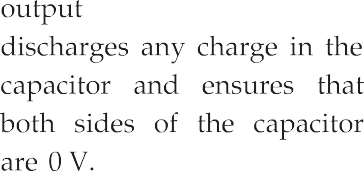 output
discharges any charge in the
capacitor and ensures that
both sides of the capacitor
are 0 V.